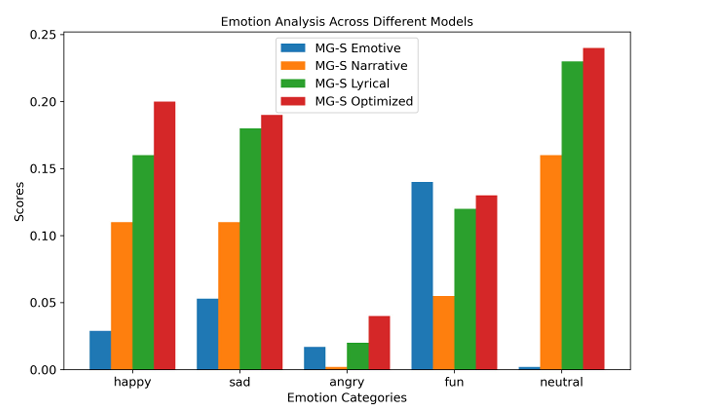 Emotion Analysis Across Different Models
MG-S Emotive
MG-S Narrative
MG-S Lyrical
MG-S Optimized
Scores
0.25
0.20
0.15
0.10
0.05
0.00
happy sad angry fun neutral
Emotion Categories